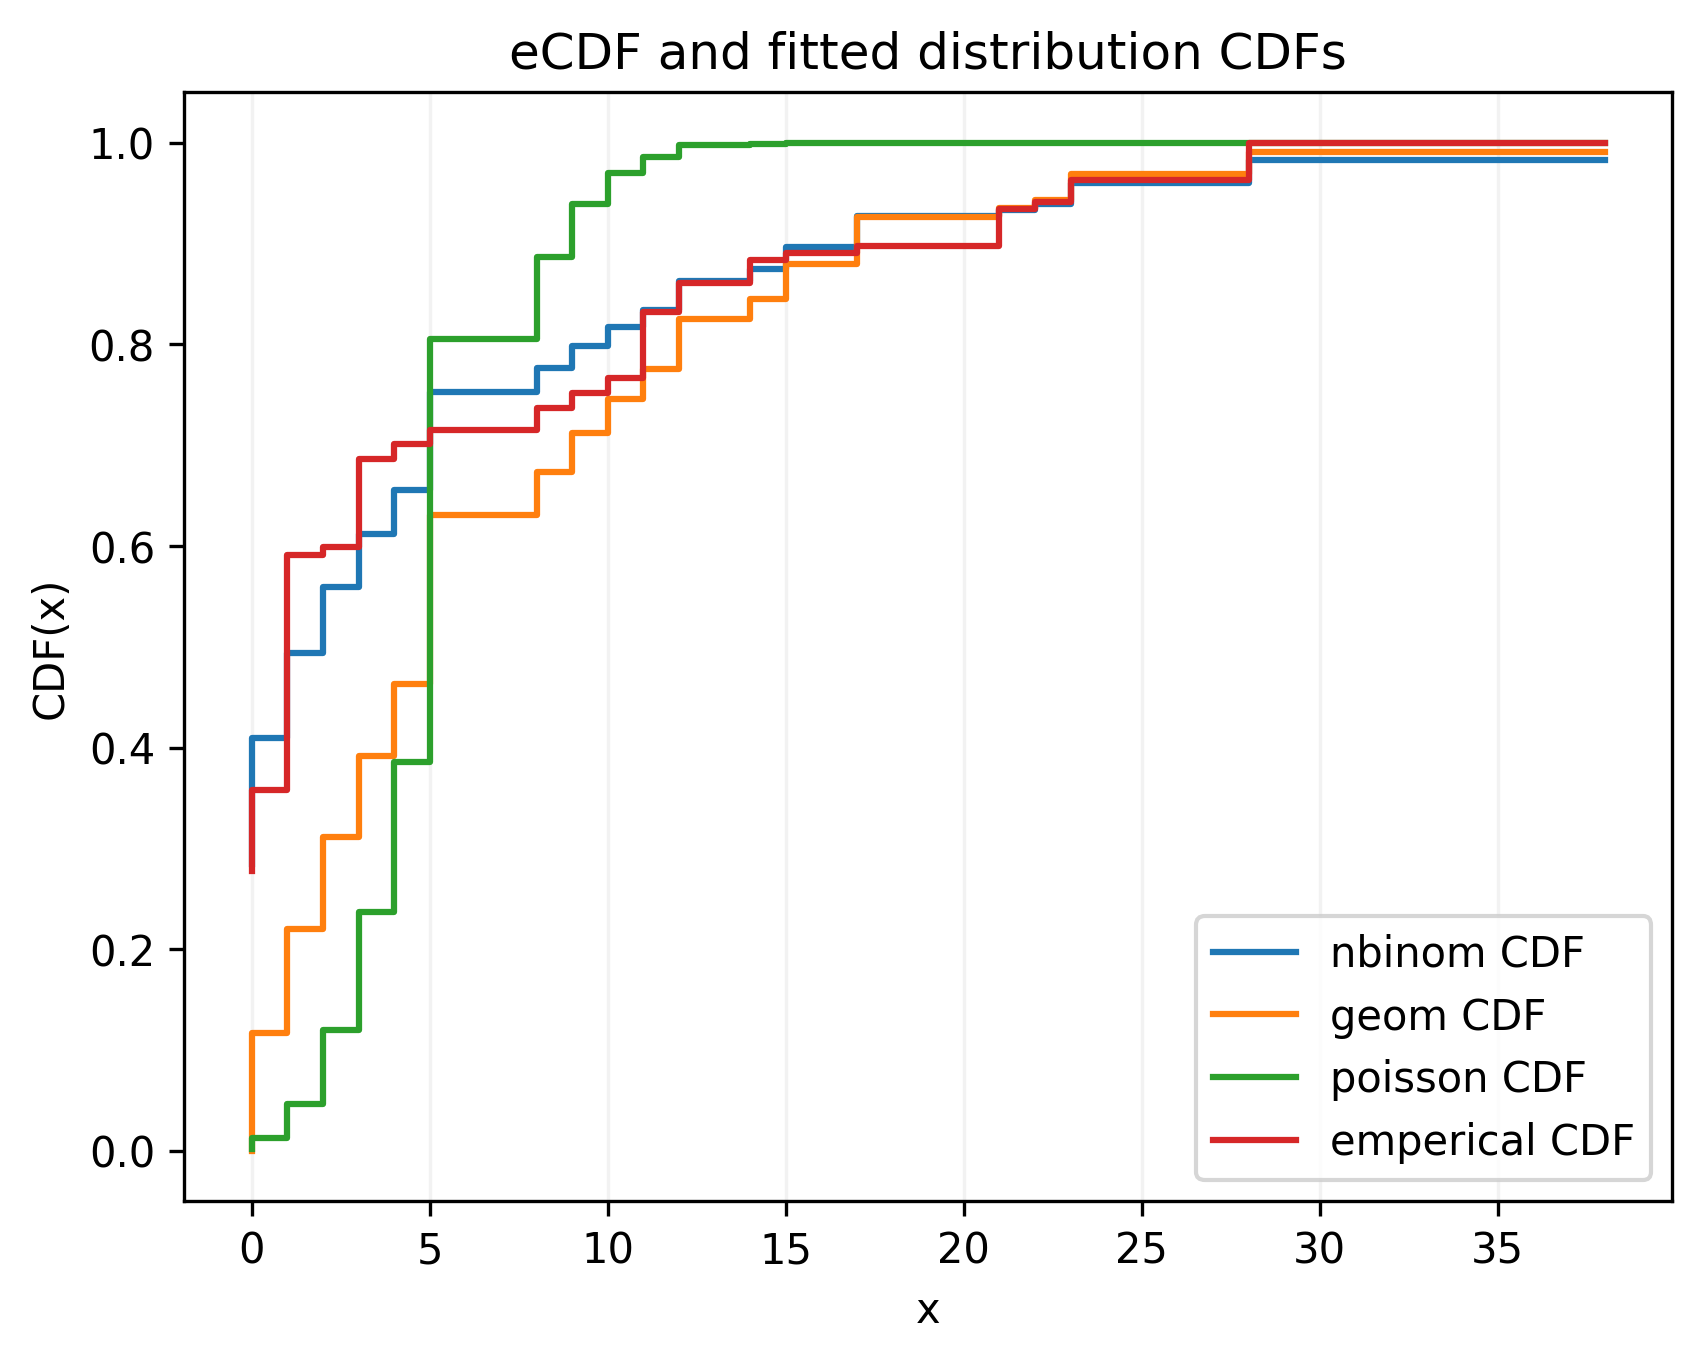 eCDF and fitted distribution CDFs
1.0
0.8
0.6
0.4
0.2
0.0
CDF(x)
0 5 10 15 20 25 30 35
x
nbinom CDF
geom CDF
poisson CDF
emperical CDF